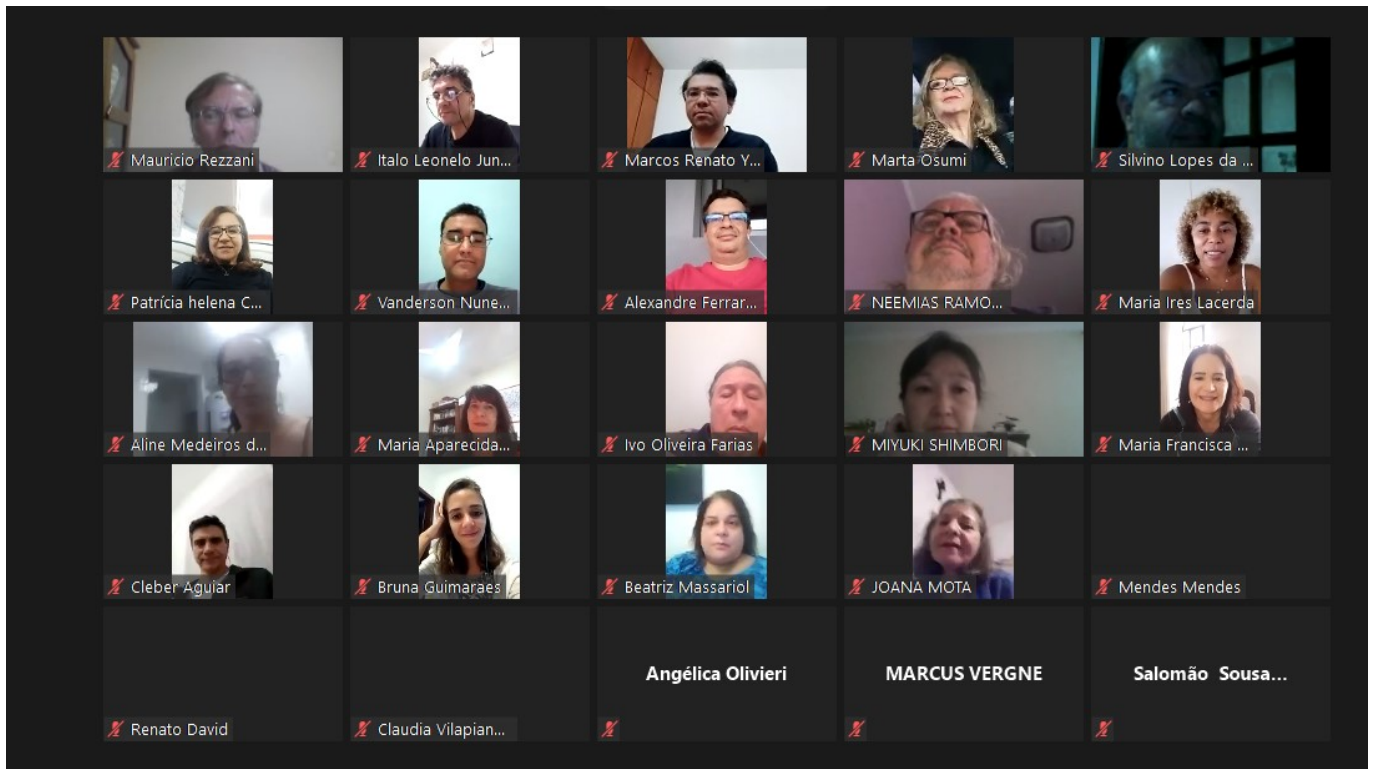 Mauricio Rezzani
Italo Leonelo Jun...
Marcos Renato Y...
Marta Osumi
Silvino Lopes da ...
Patrícia helena C...
Vanderson Nune...
Alexandre Ferrar...
NEEMIAS RAMO...
Maria Ires Lacerda
Aline Medeiros d...
Maria Aparecida...
Ivo Oliveira Farias
MIYUKI SHIMBORI
Maria Francisca ...
Cleber Aguiar
Bruna Guimaraes
Beatriz Massariol
JOANA MOTA
Mendes Mendes
Renato David
Claudia Vilapian...
Angélica Olivieri
MARCUS VERGNE
Salomão Sousa...